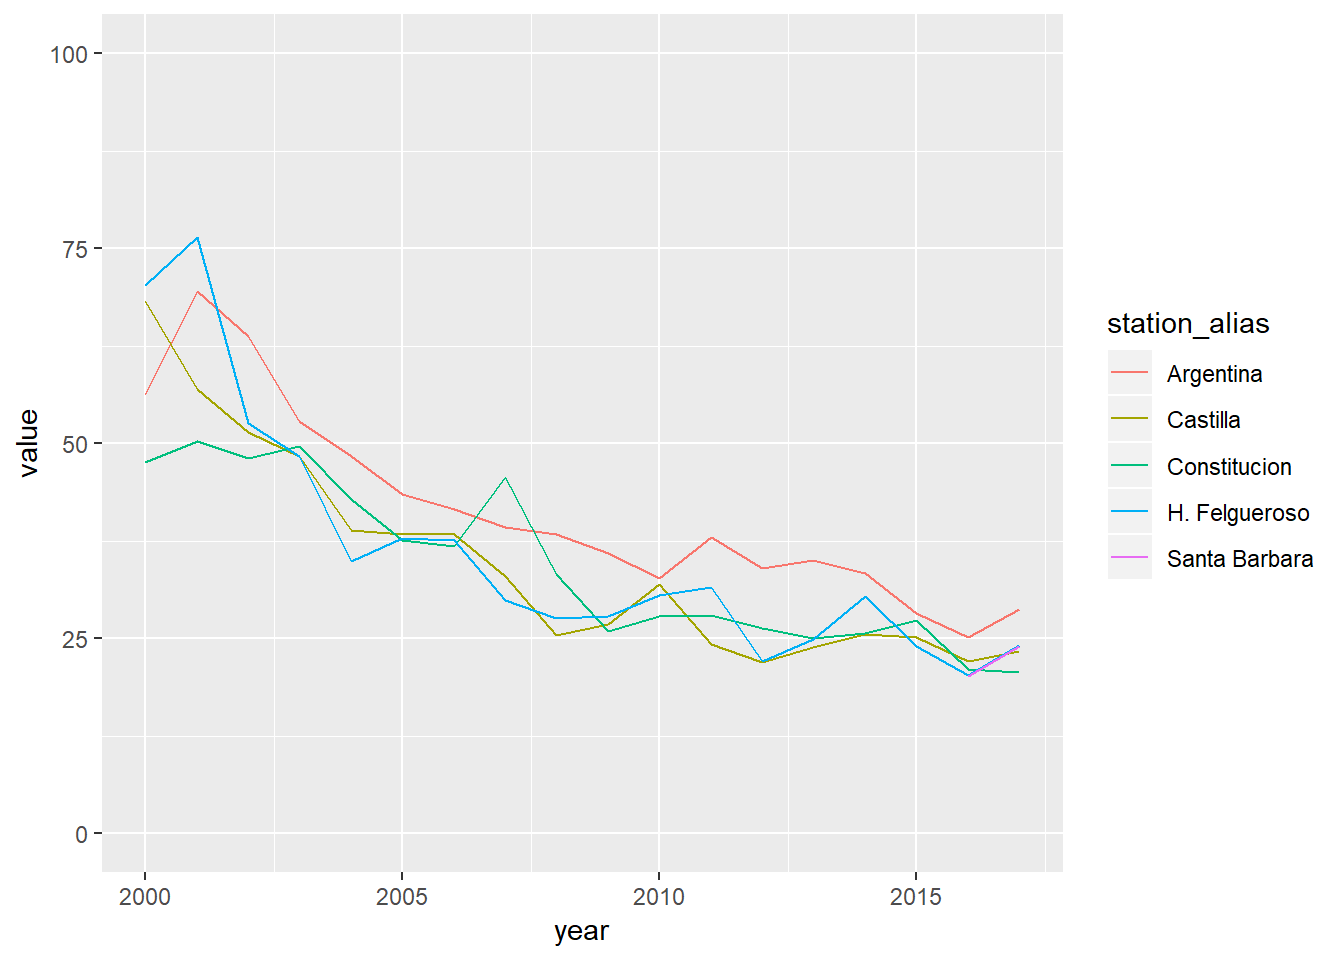 100
75
50
25
0
value
2000
2005
2010
2015
year
station_alias
Argentina
Castilla
Constitucion
H. Felgueroso
Santa Barbara